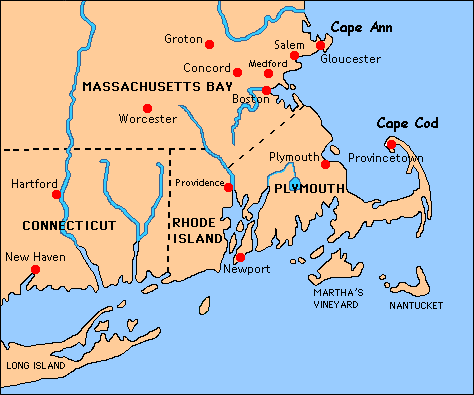 Cape Ann
Groton
Salem
Gloucester
Concord
Medford
MASSACHUSETTS BAY
Boston
Worcester
Cape Cod
Plymouth
Provincetown
Hartford
Providence
PLYMOUTH
CONNECTICUT
RHODE
ISLAND
New Haven
Newport
MARTHA'S
VINEYARD
NANTUCKET
LONG ISLAND